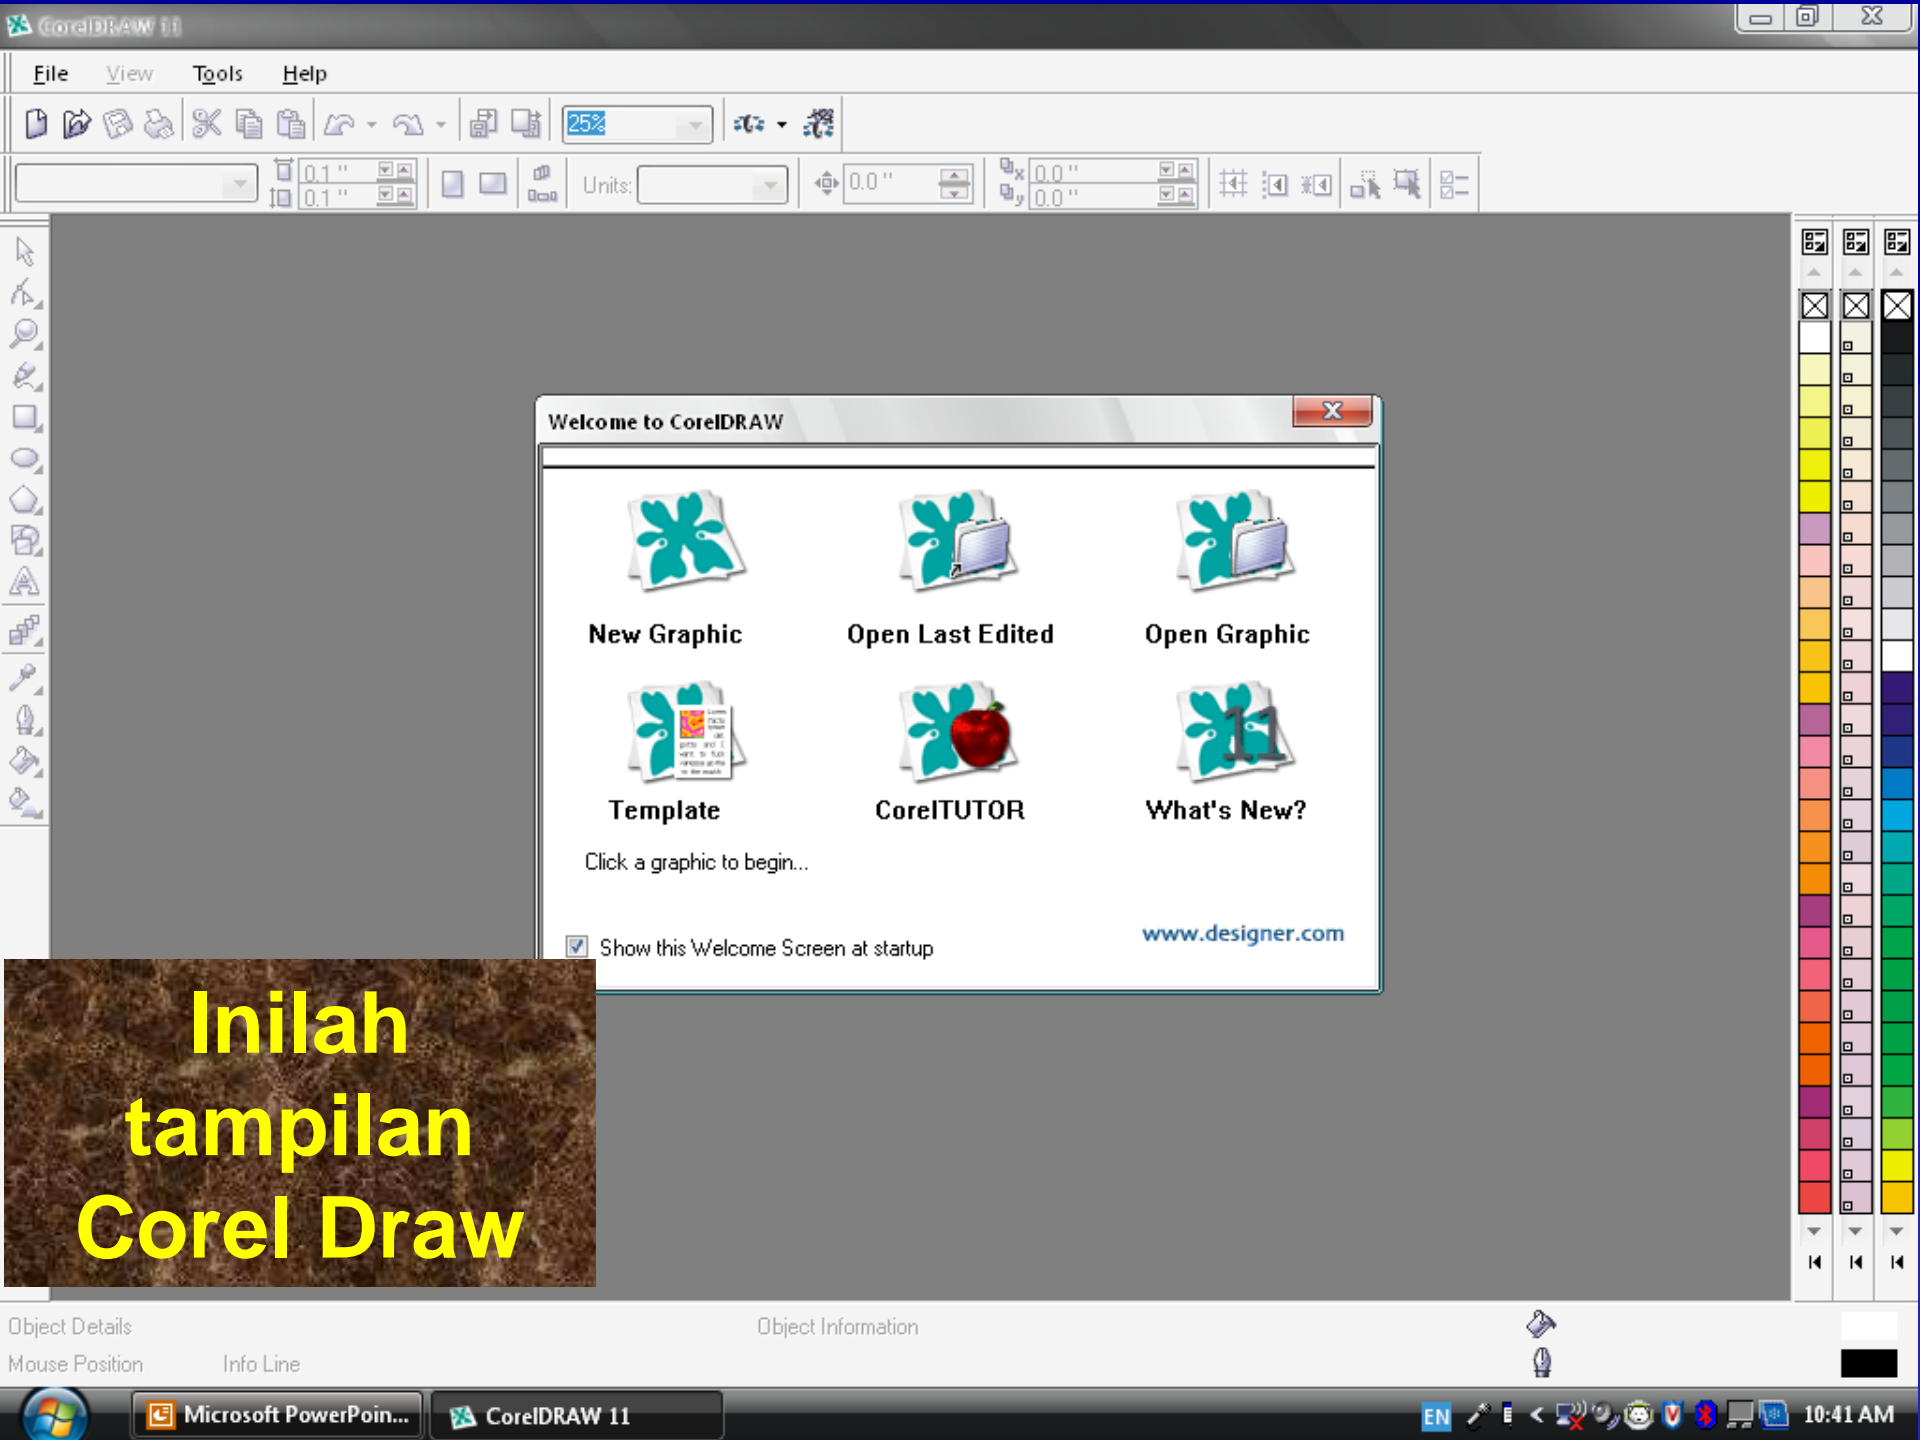 CorelDRAW 11
File View Tools Help
25%
0.1 "
0.1 "
Units:
0.0 "
x 0.0 "
y 0.0 "
Welcome to CorelDRAW
New Graphic Open Last Edited Open Graphic
11
Template CorelTUTOR What's New?
Click a graphic to begin...
www.designer.com
Show this Welcome Screen at startup
Inilah
tampilan
Corel Draw
Object Details Object Information
Mouse Position Info Line
Microsoft PowerPoin... CorelDRAW 11 EN 10:41 AM